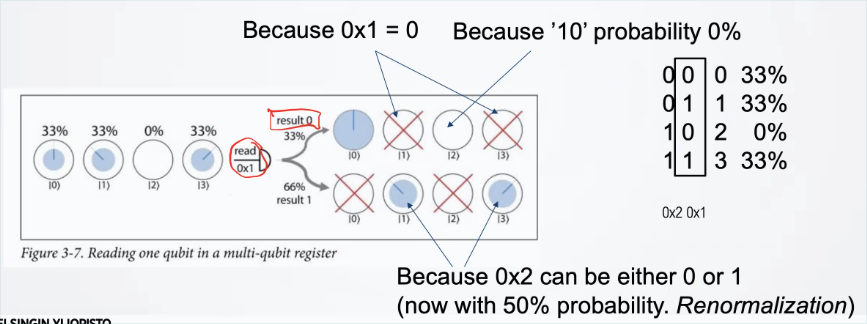 Because 0x1 = 0
Because ’10’ probability 0%
0 0 0 33%
0 1 1 33%
1 0 2 0%
1 1 3 33%
0x2 0x1
33% 33% 0% 33%
|0⟩ |1⟩ |2⟩ |3⟩
read
0x1
result 0
33%
|0⟩ |1⟩ |2⟩ |3⟩
66%
result 1
|0⟩ |1⟩ |2⟩ |3⟩
Figure 3-7. Reading one qubit in a multi-qubit register
Because 0x2 can be either 0 or 1
(now with 50% probability. Renormalization)